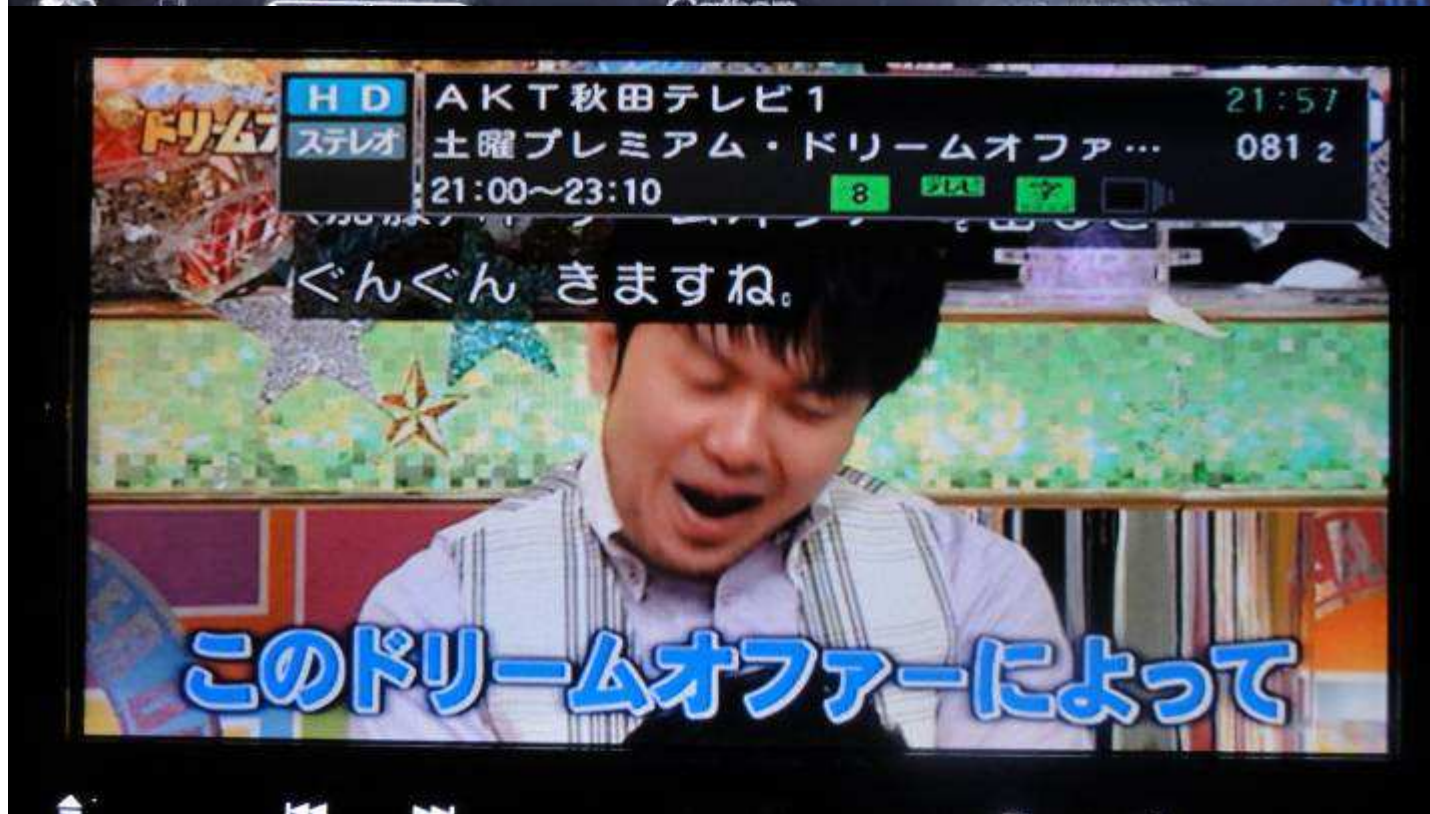 HD AKT秋田テレビ1 21:57
ステレオ 土曜プレミアム・ドリームオファ… 081 2
21:00～23:10 8 テレビ 字
ぐんぐん きますね。
このドリームオファーによって